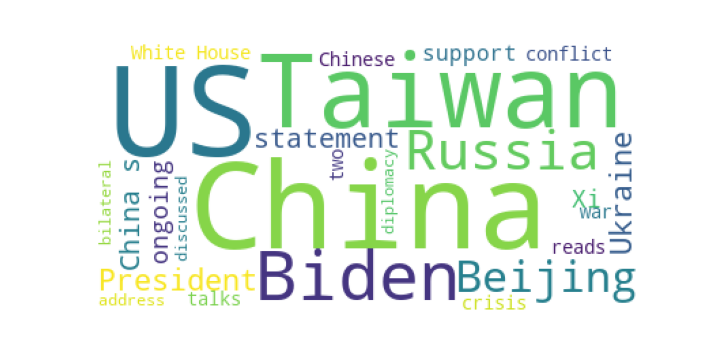 White House
Chinese
support
conflict
US
Taiwan
statement
Russia
Ukraine
bilateral
China s
ongoing
discussed
two
diplomacy
China
Xi
war
reads
President
Biden
Beijing
address
talks
crisis